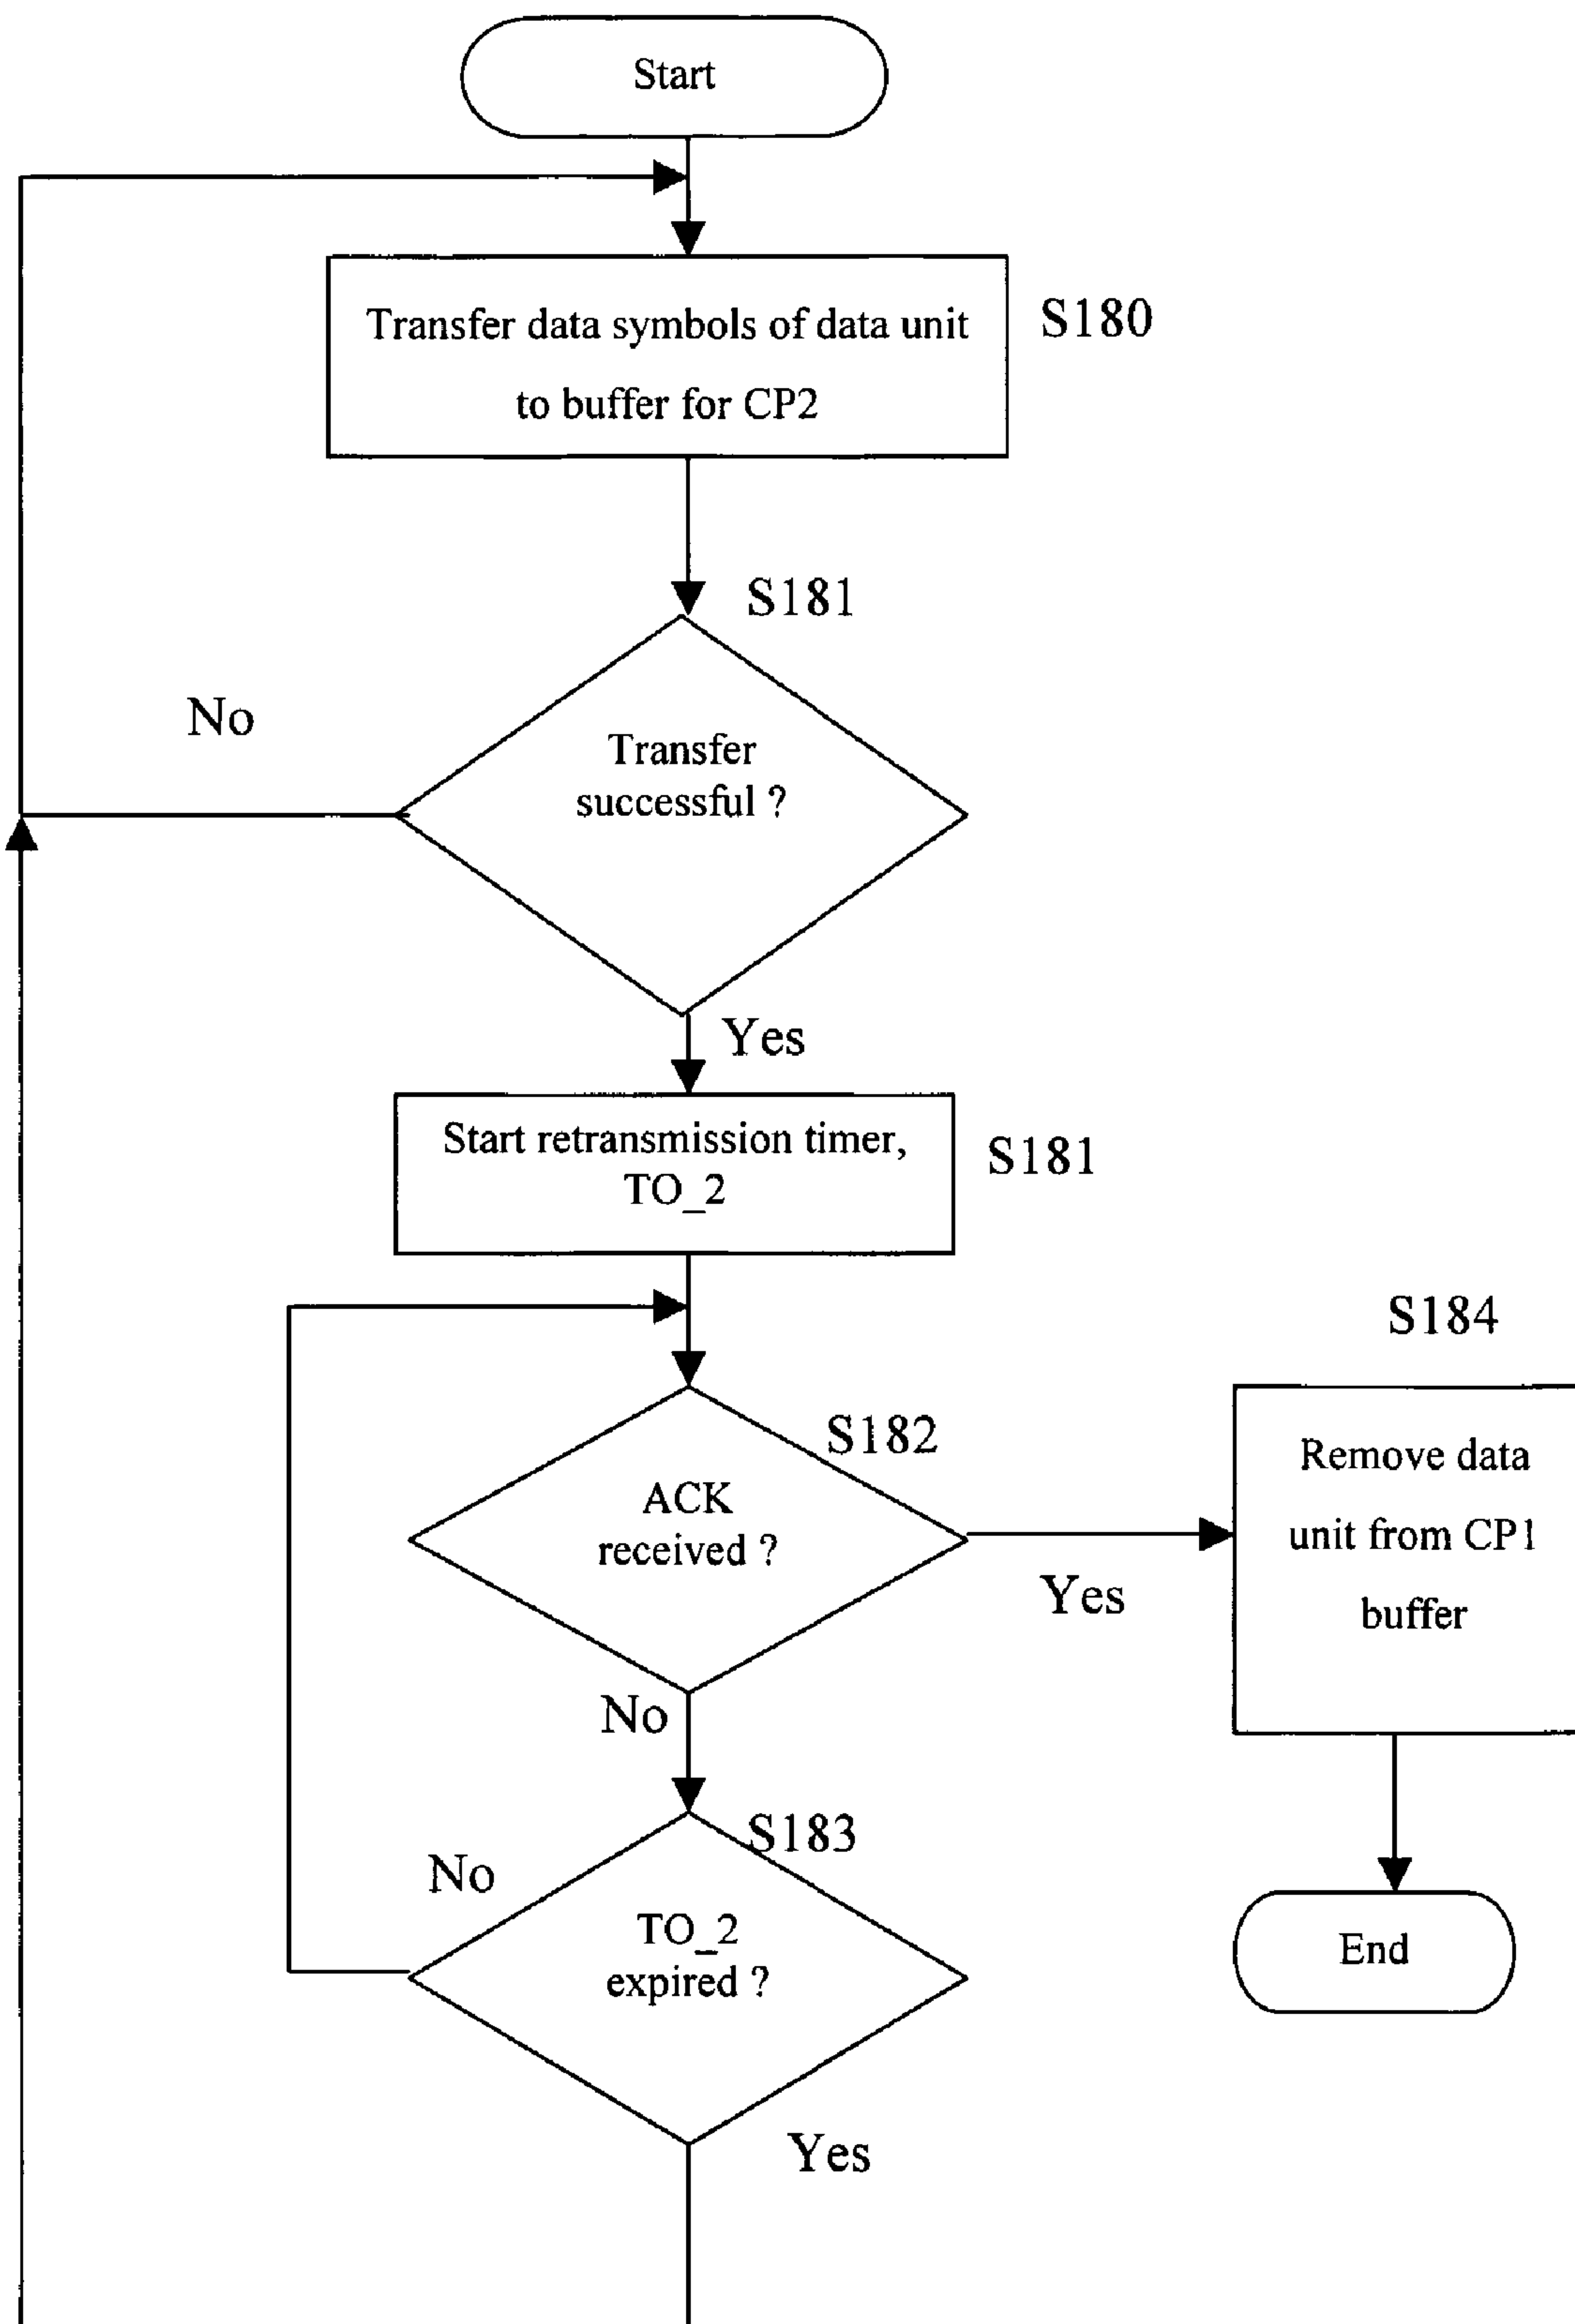 Start
Transfer data symbols of data unit
to buffer for CP2
S180
S181
No
Transfer
successful ?
Yes
Start retransmission timer,
TO_2
S181
S184
S182
ACK
received ?
Remove data
unit from CP1
buffer
Yes
No
S183
No
TO_2
expired ?
End
Yes